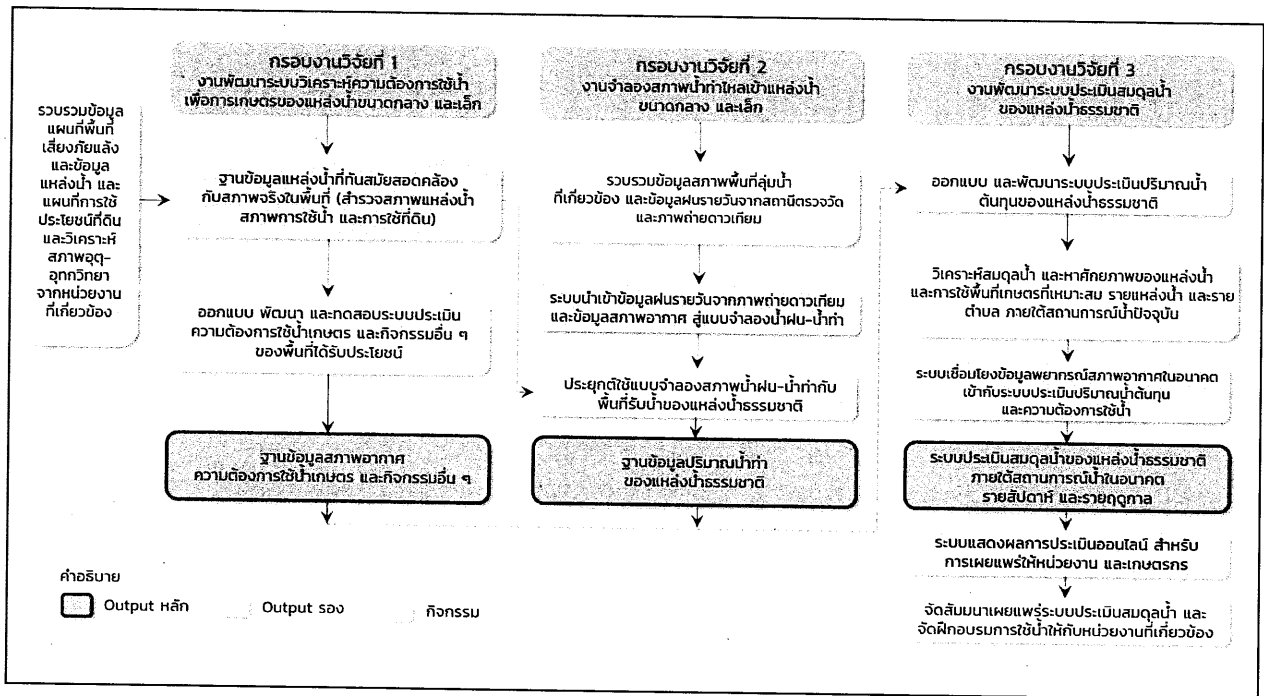 กรอบงานวิจัยที่ 1
งานพัฒนาระบบวิเคราะห์ความต้องการใช้น้ำ
เพื่อการเกษตรของแหล่งน้ำขนาดกลาง และเล็ก
กรอบงานวิจัยที่ 2
งานจำลองสภาพน้ำท่าไหลเข้าแหล่งน้ำ
ขนาดกลาง และเล็ก
กรอบงานวิจัยที่ 3
งานพัฒนาระบบประเมินสมดุลน้ำ
ของแหล่งน้ำธรรมชาติ
รวบรวมข้อมูล
แผนที่พื้นที่
เสี่ยงภัยแล้ง
และข้อมูล
แหล่งน้ำ และ
แผนที่การใช้
ประโยชน์ที่ดิน
และวิเคราะห์
สภาพอุตุ-
อุทกวิทยา
จากหน่วยงาน
ที่เกี่ยวข้อง
ฐานข้อมูลแหล่งน้ำที่ทันสมัยสอดคล้อง
กับสภาพจริงในพื้นที่ (สำรวจสภาพแหล่งน้ำ
สภาพการใช้น้ำ และการใช้ที่ดิน)
ออกแบบ พัฒนา และทดสอบระบบประเมิน
ความต้องการใช้น้ำเกษตร และกิจกรรมอื่น ๆ
ของพื้นที่ได้รับประโยชน์
ฐานข้อมูลสภาพอากาศ
ความต้องการใช้น้ำเกษตร และกิจกรรมอื่น ๆ
รวบรวมข้อมูลสภาพพื้นที่ลุ่มน้ำ
ที่เกี่ยวข้อง และข้อมูลฝนรายวันจากสถานีตรวจวัด
และภาพถ่ายดาวเทียม
ระบบนำเข้าข้อมูลฝนรายวันจากภาพถ่ายดาวเทียม
และข้อมูลสภาพอากาศ สู่แบบจำลองน้ำฝน-น้ำท่า
ประยุกต์ใช้แบบจำลองสภาพน้ำฝน-น้ำท่ากับ
พื้นที่รับน้ำของแหล่งน้ำธรรมชาติ
ฐานข้อมูลปริมาณน้ำท่า
ของแหล่งน้ำธรรมชาติ
ออกแบบ และพัฒนาระบบประเมินปริมาณน้ำ
ต้นทุนของแหล่งน้ำธรรมชาติ
วิเคราะห์สมดุลน้ำ และหาศักยภาพของแหล่งน้ำ
และการใช้พื้นที่เกษตรที่เหมาะสม รายแหล่งน้ำ และราย
ตำบล ภายใต้สถานการณ์น้ำปัจจุบัน
ระบบเชื่อมโยงข้อมูลพยากรณ์สภาพอากาศในอนาคต
เข้ากับระบบประเมินปริมาณน้ำต้นทุน
และความต้องการใช้น้ำ
ระบบประเมินสมดุลน้ำของแหล่งน้ำธรรมชาติ
ภายใต้สถานการณ์น้ำในอนาคต
รายสัปดาห์ และรายฤดูกาล
ระบบแสดงผลการประเมินออนไลน์ สำหรับ
การเผยแพร่ให้หน่วยงาน และเกษตรกร
จัดสัมมนาเผยแพร่ระบบประเมินสมดุลน้ำ และ
จัดฝึกอบรมการใช้น้ำให้กับหน่วยงานที่เกี่ยวข้อง
คำอธิบาย
Output หลัก
Output รอง
กิจกรรม